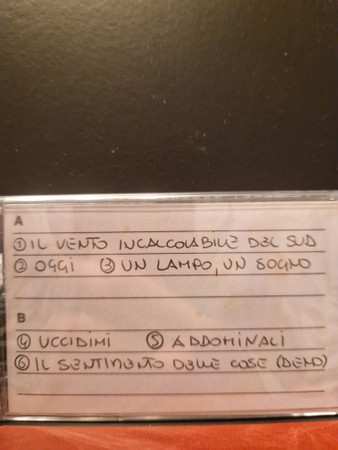 A
① IL VENTO INCALCOLABILE DEL SUD
② OGGI ③ UN LAMPO, UN SOGNO
B
④ UCCIDIMI ⑤ ADDOMINALI
⑥ IL SENTIMENTO DELLE COSE (DEMO)